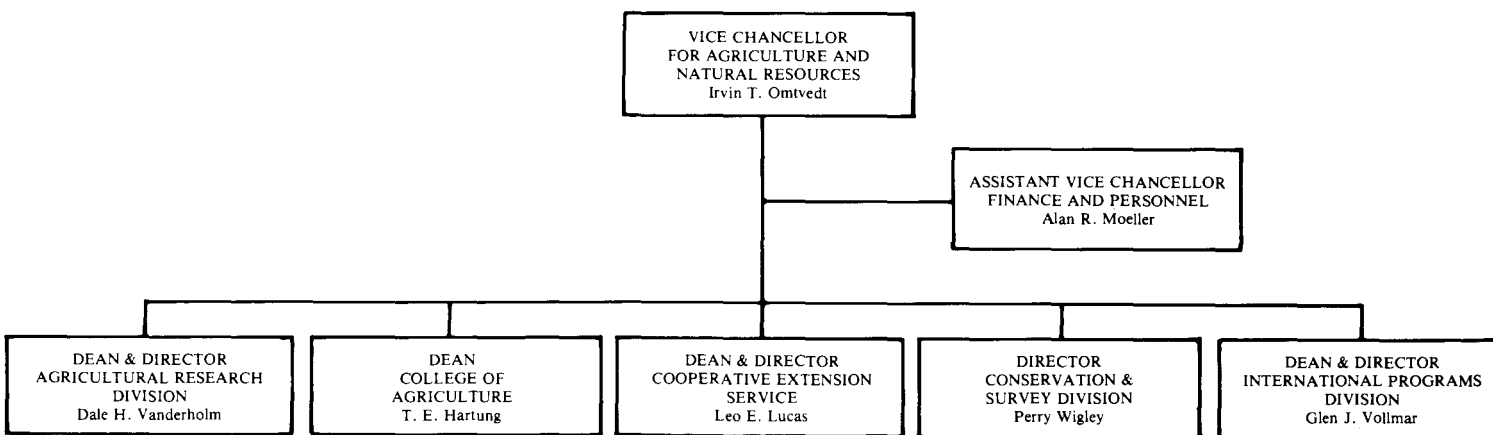 VICE CHANCELLOR
FOR AGRICULTURE AND
NATURAL RESOURCES
Irvin T. Omtvedt
ASSISTANT VICE CHANCELLOR
FINANCE AND PERSONNEL
Alan R. Moeller
DEAN & DIRECTOR
AGRICULTURAL RESEARCH
DIVISION
Dale H. Vanderholm
DEAN
COLLEGE OF
AGRICULTURE
T. E. Hartung
DEAN & DIRECTOR
COOPERATIVE EXTENSION
SERVICE
Leo E. Lucas
DIRECTOR
CONSERVATION &
SURVEY DIVISION
Perry Wigley
DEAN & DIRECTOR
INTERNATIONAL PROGRAMS
DIVISION
Glen J. Vollmar